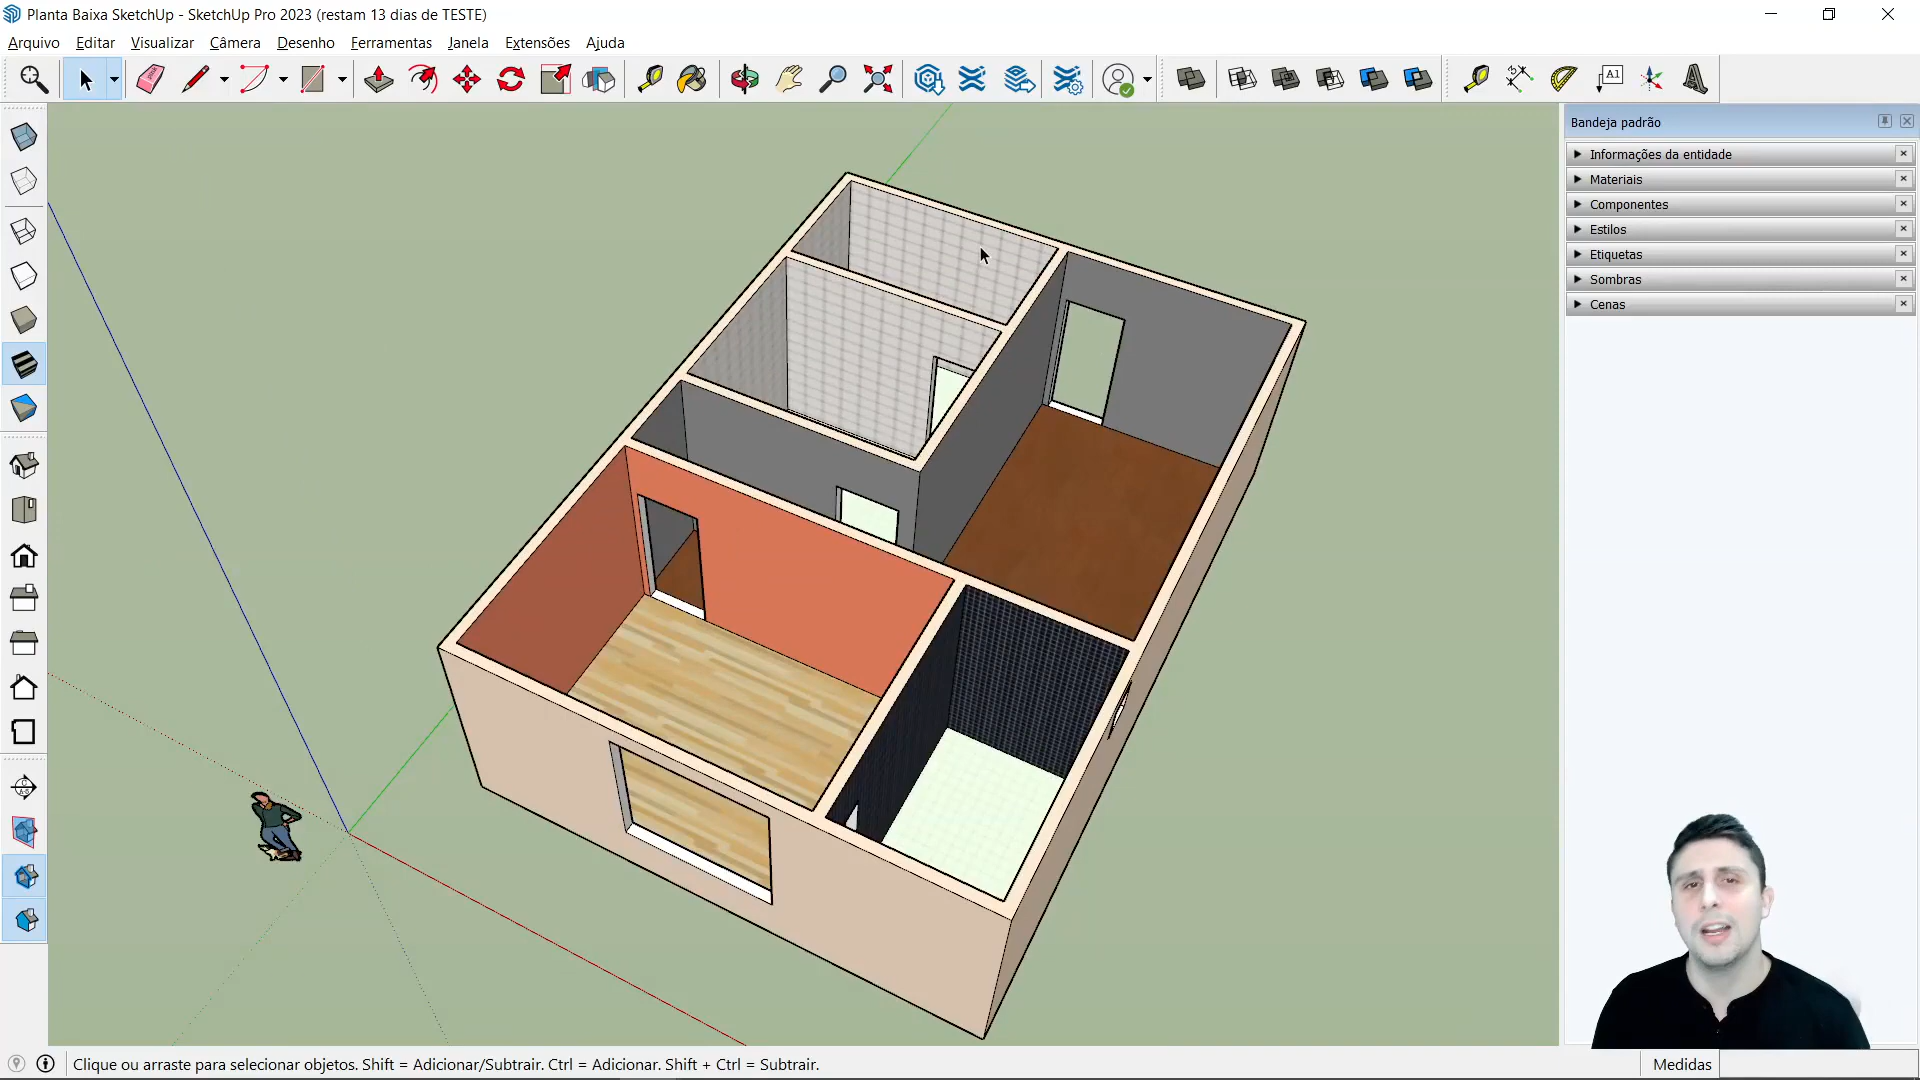 Planta Baixa SketchUp - SketchUp Pro 2023 (restam 13 dias de TESTE)
Arquivo Editar Visualizar Câmera Desenho Ferramentas Janela Extensões Ajuda
A1
Bandeja padrão
Informações da entidade
Materiais
Componentes
Estilos
Etiquetas
Sombras
Cenas
Clique ou arraste para selecionar objetos. Shift = Adicionar/Subtrair. Ctrl = Adicionar. Shift + Ctrl = Subtrair.
Medidas